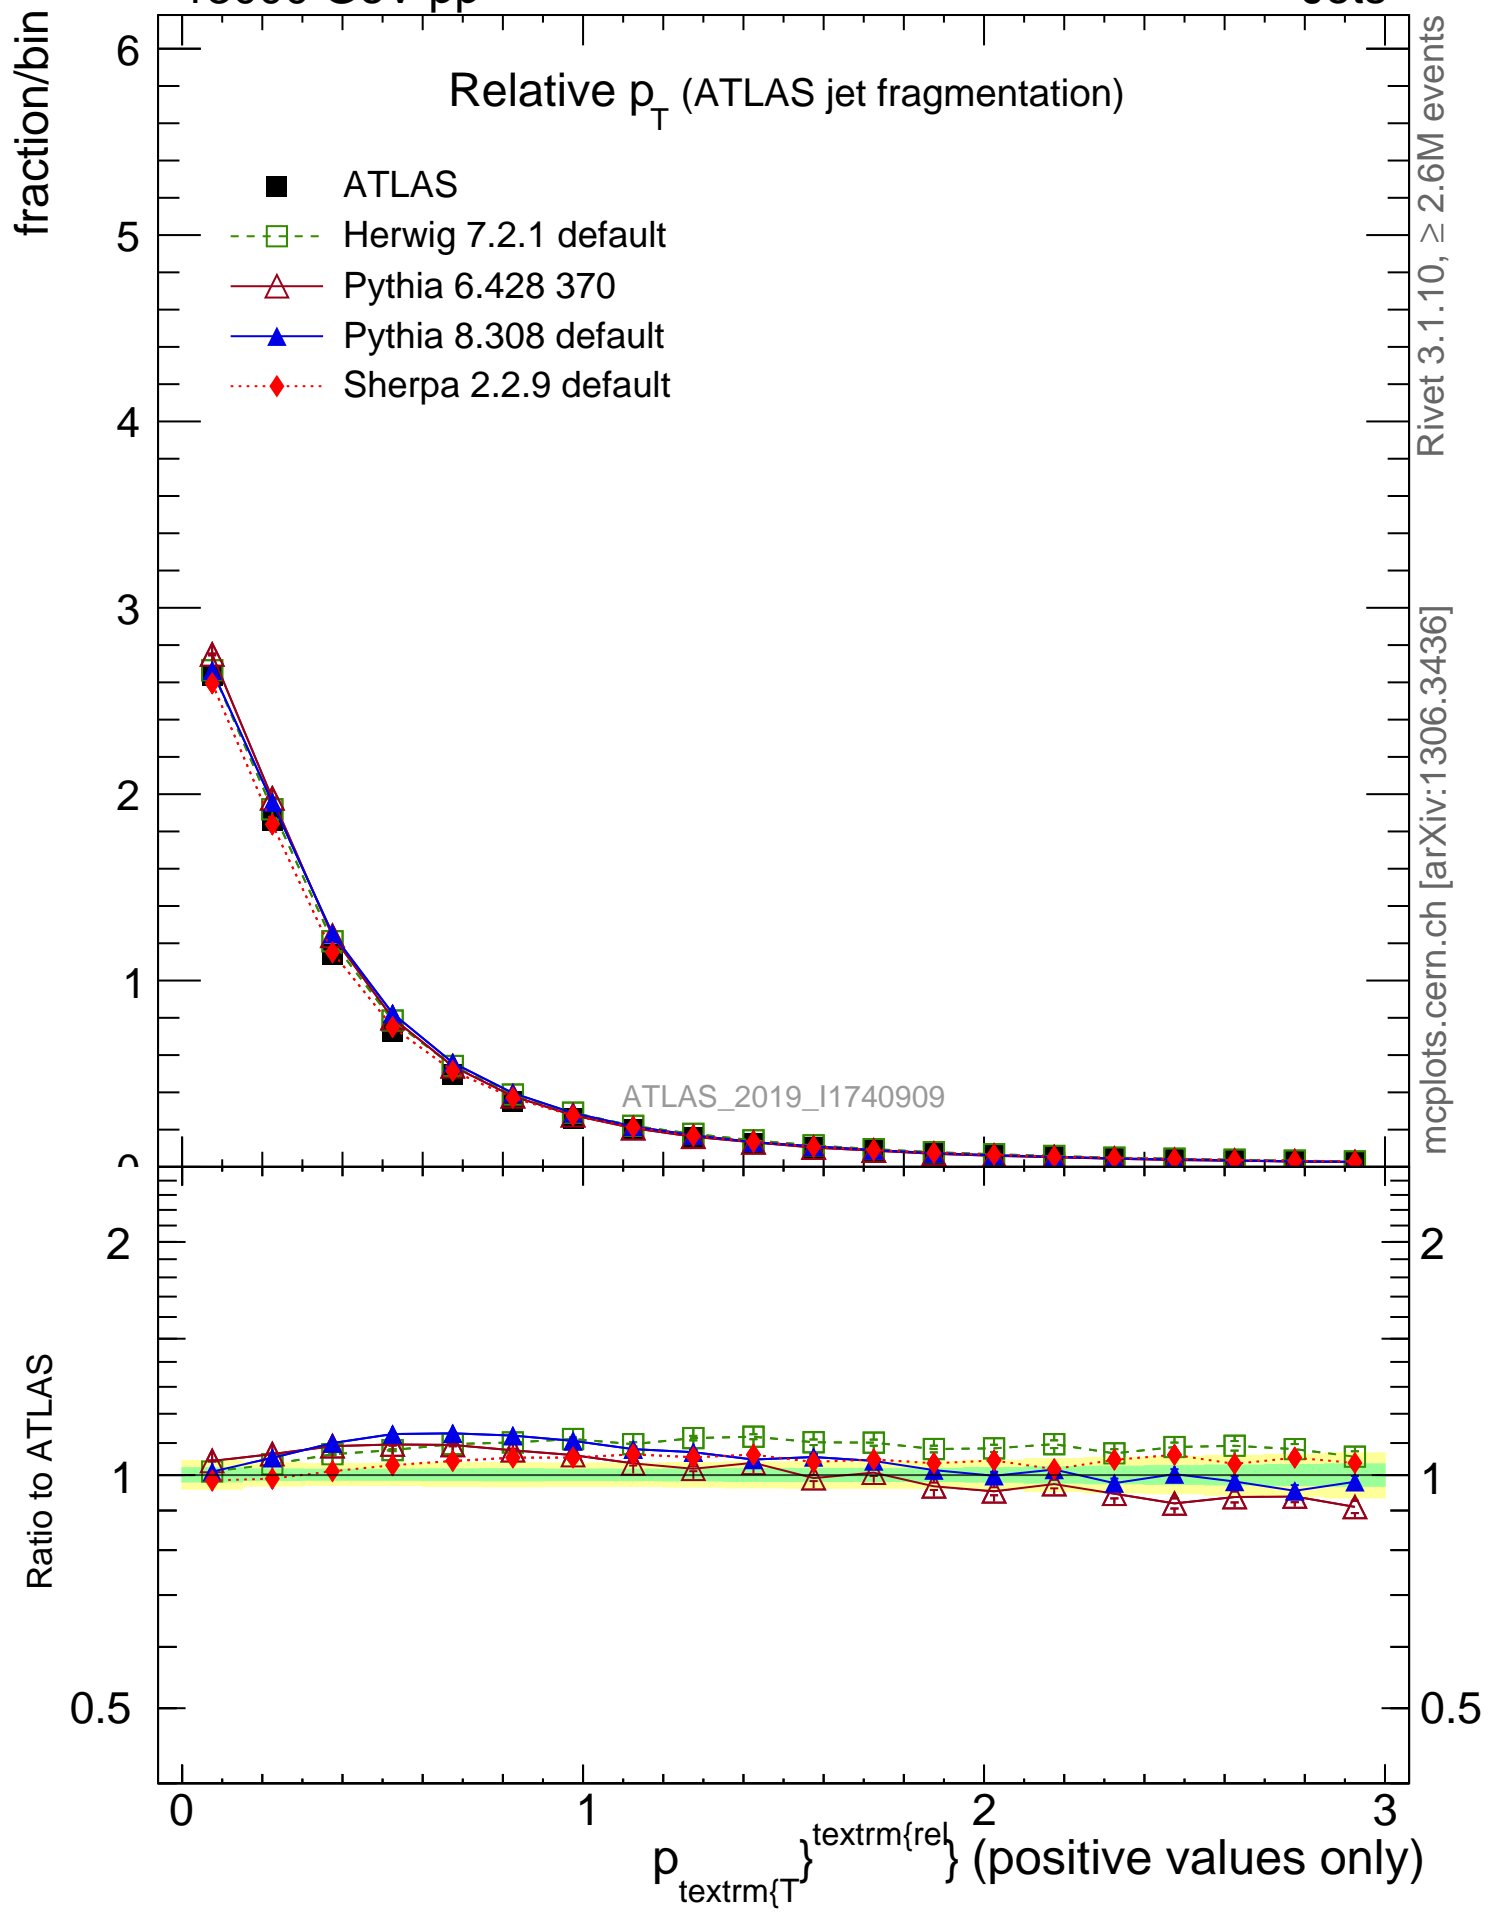 fraction/bin
Relative pT (ATLAS jet fragmentation)
ATLAS
Herwig 7.2.1 default
Pythia 6.428 370
Pythia 8.308 default
Sherpa 2.2.9 default
6
5
4
3
2
1
0
ATLAS_2019_I1740909
Rivet 3.1.10, ≥ 2.6M events
mcplots.cern.ch [arXiv:1306.3436]
Ratio to ATLAS
2
1
0.5
2
1
0.5
0
1
2
3
p textrm{T} textrm{rel} (positive values only)